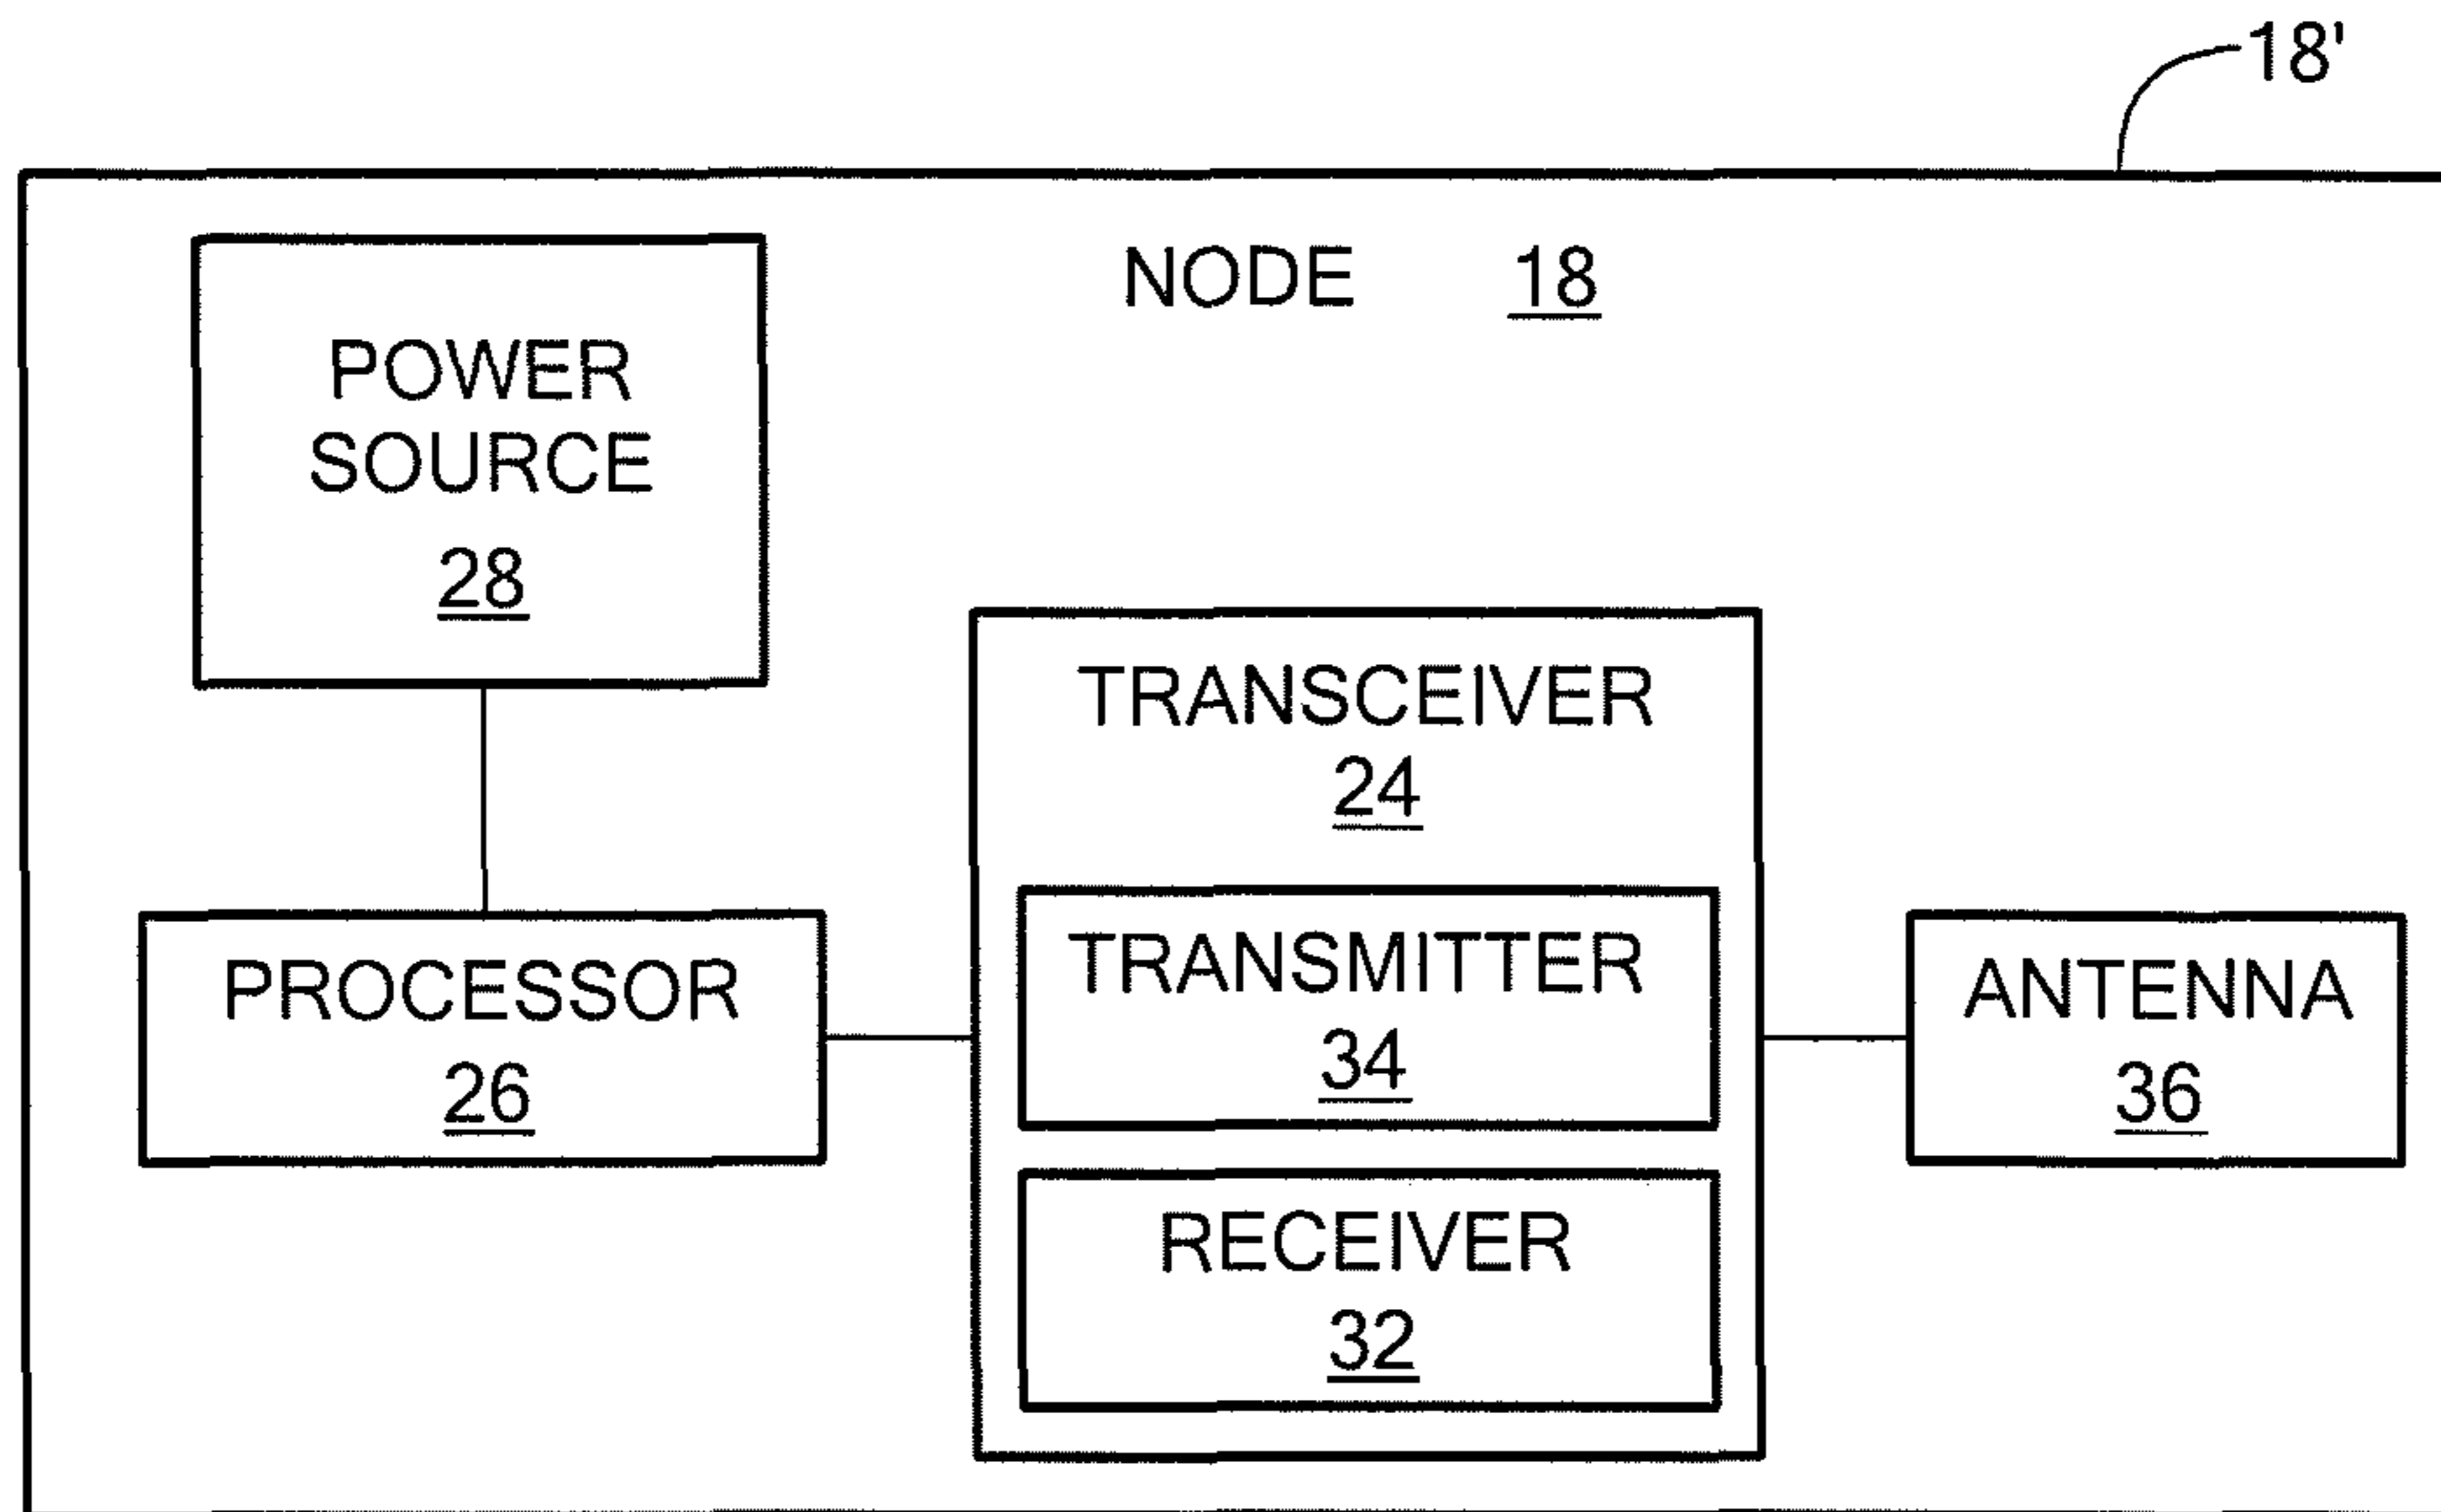 18'
NODE 18
POWER
SOURCE
28
TRANSCEIVER
24
PROCESSOR
26
TRANSMITTER
34
RECEIVER
32
ANTENNA
36